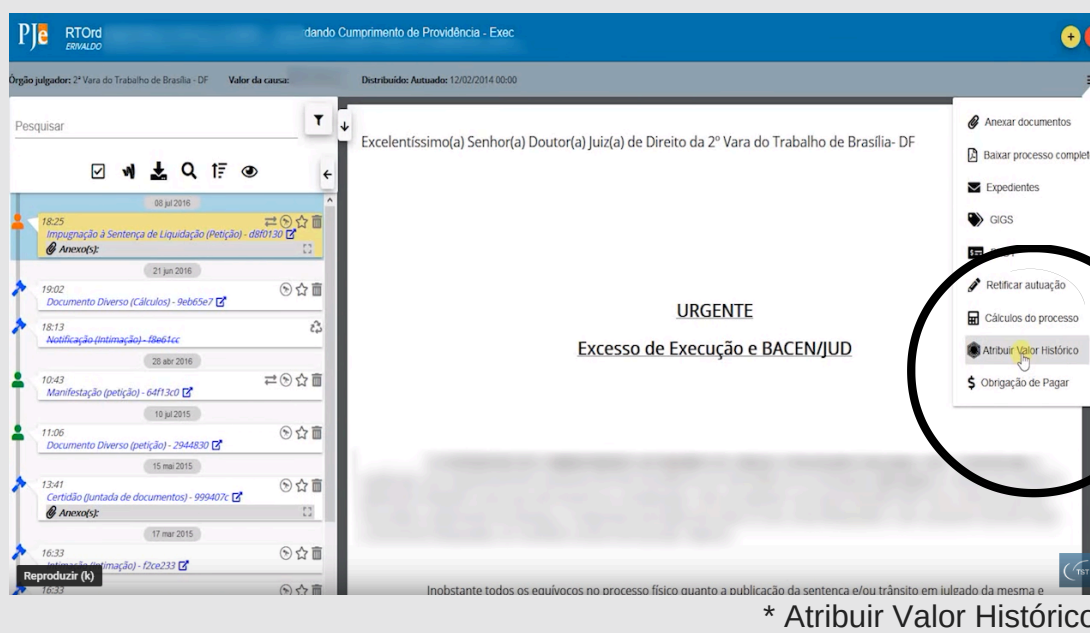 PJe
RTOrd
dando Cumprimento de Providência - Exec
ERIVALDO
Órgão julgador: 2ª Vara do Trabalho de Brasília - DF Valor da causa: Distribuído: Autuado: 12/02/2014 00:00
Pesquisar
08 jul 2016
18:25
Impugnação à Sentença de Liquidação (Petição) - d8f0130
Anexo(s):
21 jun 2016
19:02
Documento Diverso (Cálculos) - 9eb65e7
18:13
Notificação (Intimação) - f8e61cc
28 abr 2016
10:43
Manifestação (petição) - 64f13c0
10 jul 2015
11:06
Documento Diverso (petição) - 2944830
15 mai 2015
13:41
Certidão (Juntada de documentos) - 999407c
Anexo(s):
17 mar 2015
16:33
Intimação (Intimação) - f2ce233
Reproduzir (k)
16:33
Excelentíssimo(a) Senhor(a) Doutor(a) Juiz(a) de Direito da 2º Vara do Trabalho de Brasília- DF
URGENTE
Excesso de Execução e BACEN/JUD
Inobstante todos os equívocos no processo físico quanto a publicação da sentença e/ou trânsito em julgado da mesma e
Anexar documentos
Baixar processo complet
Expedientes
GIGS
Retificar autuação
Cálculos do processo
Atribuir Valor Histórico
$ Obrigação de Pagar
TST
* Atribuir Valor Histórico